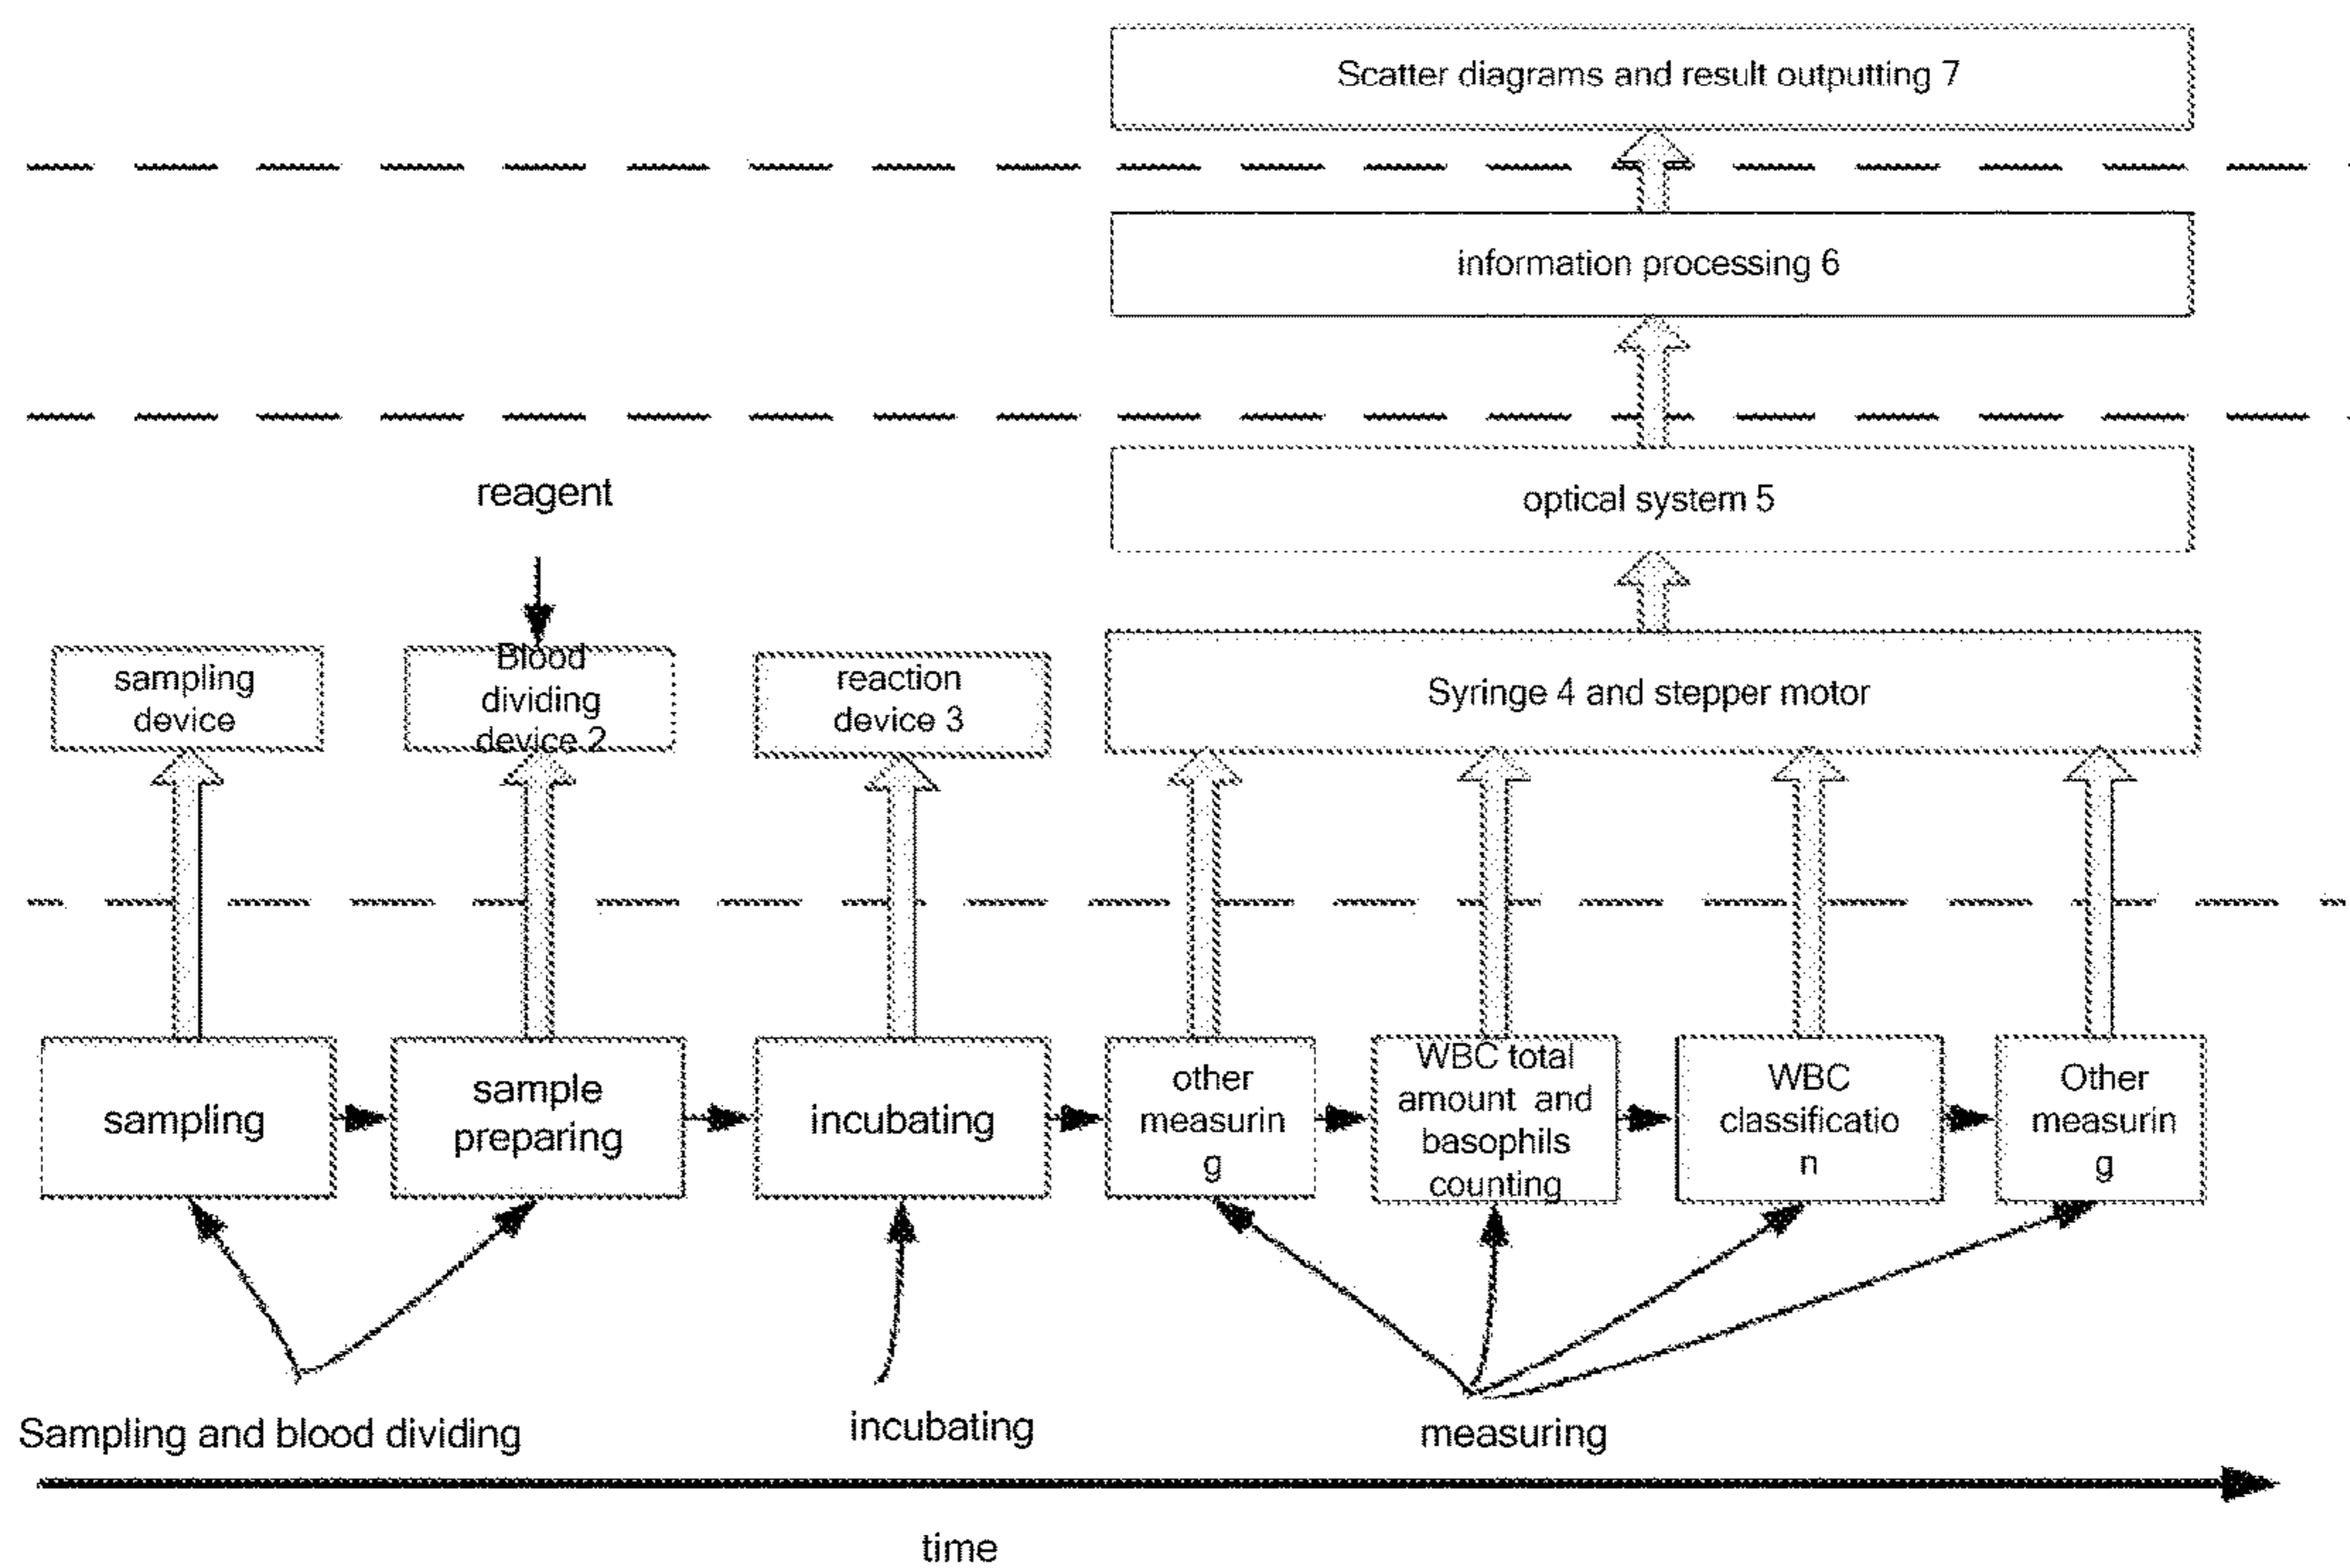 Scatter diagrams and result outputting 7
information processing 6
optical system 5
reagent
sampling
device
Blood
dividing
device 2
reaction
device 3
Syringe 4 and stepper motor
sampling
sample
preparing
incubating
other
measurin
g
WBC total
amount and
basophils
counting
WBC
classificatio
n
Other
measurin
g
Sampling and blood dividing
incubating
measuring
time